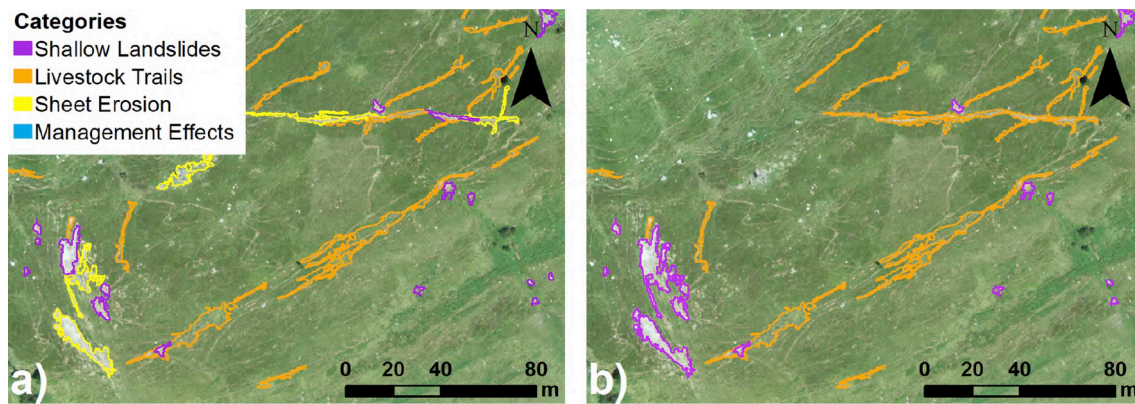 Categories
Shallow Landslides
Livestock Trails
Sheet Erosion
Management Effects
N
a)
0 20 40 80
m
N
b)
0 20 40 80
m